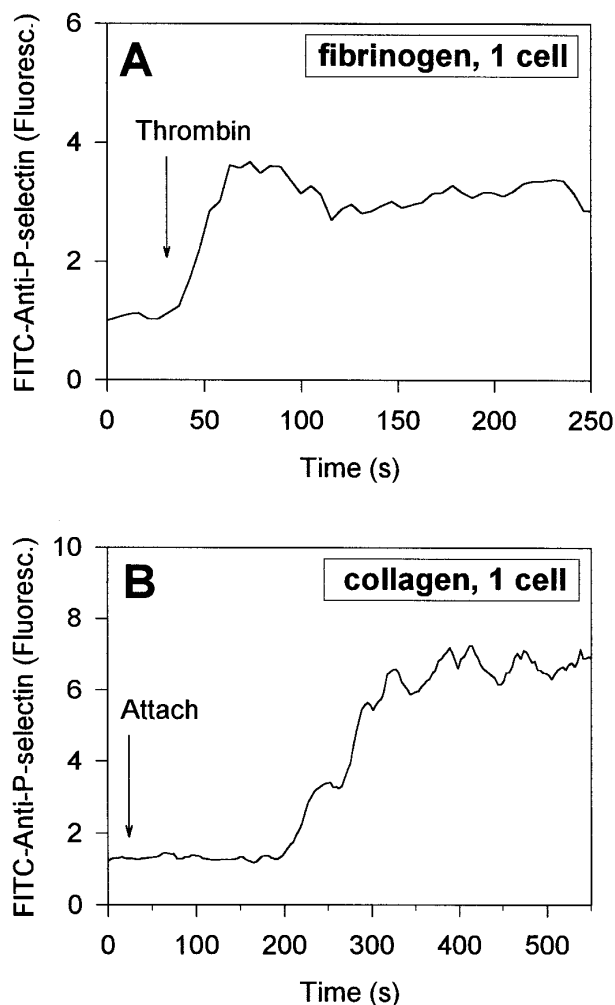 A
fibrinogen, 1 cell
Thrombin
FITC-Anti-P-selectin (Fluoresc.)
6
4
2
0
0 50 100 150 200 250
Time (s)
B
collagen, 1 cell
Attach
FITC-Anti-P-selectin (Fluoresc.)
10
8
6
4
2
0
0 100 200 300 400 500
Time (s)